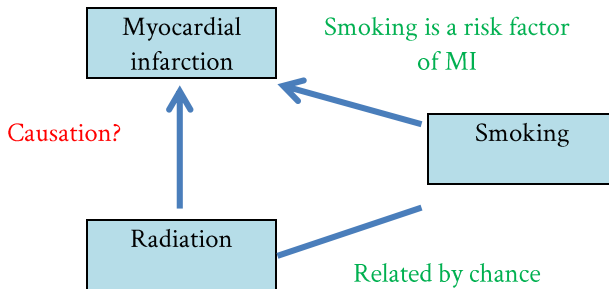 Myocardial
infarction
Smoking is a risk factor
of MI
Causation?
Smoking
Radiation
Related by chance